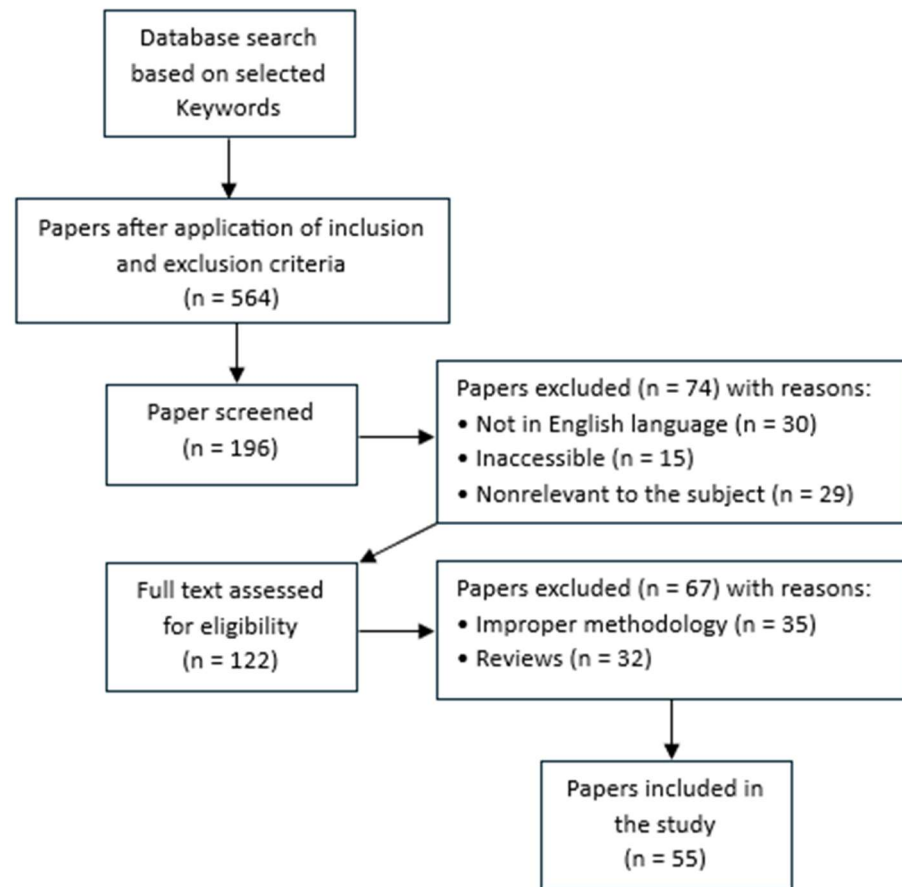 Database search
based on selected
Keywords
Papers after application of inclusion
and exclusion criteria
(n = 564)
Paper screened
(n = 196)
Papers excluded (n = 74) with reasons:
• Not in English language (n = 30)
• Inaccessible (n = 15)
• Nonrelevant to the subject (n = 29)
Full text assessed
for eligibility
(n = 122)
Papers excluded (n = 67) with reasons:
• Improper methodology (n = 35)
• Reviews (n = 32)
Papers included in
the study
(n = 55)